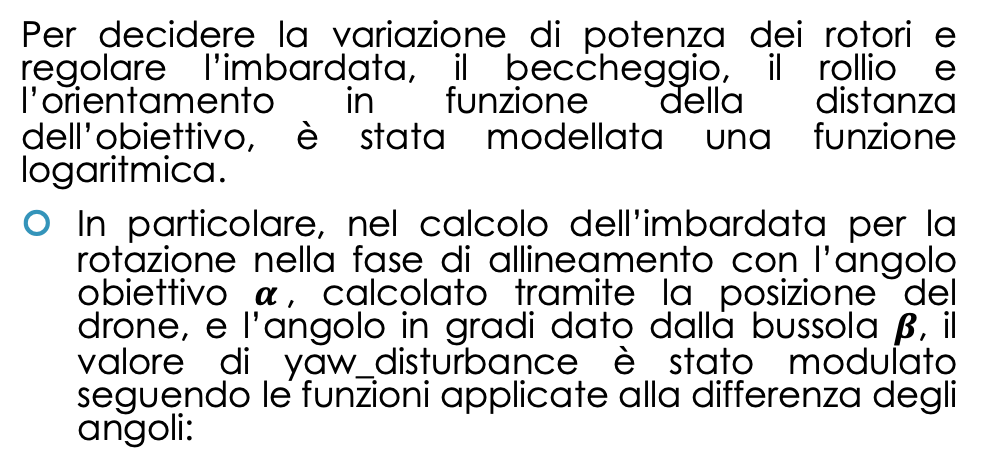 Per decidere la variazione di potenza dei rotori e
regolare l'imbardata, il beccheggio, il rollio e
l'orientamento in funzione della distanza
dell'obiettivo, è stata modellata una funzione
logaritmica.
In particolare, nel calcolo dell'imbardata per la
rotazione nella fase di allineamento con l'angolo
obiettivo α , calcolato tramite la posizione del
drone, e l'angolo in gradi dato dalla bussola β, il
valore di yaw_disturbance è stato modulato
seguendo le funzioni applicate alla differenza degli
angoli: